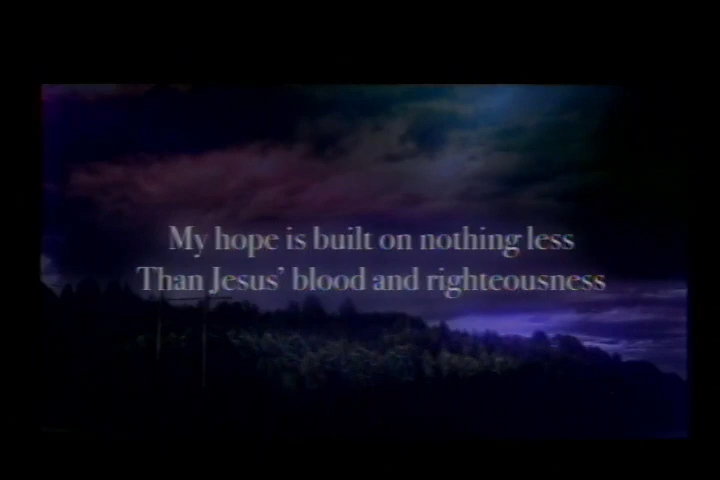 My hope is built on nothing less
Than Jesus’ blood and righteousness